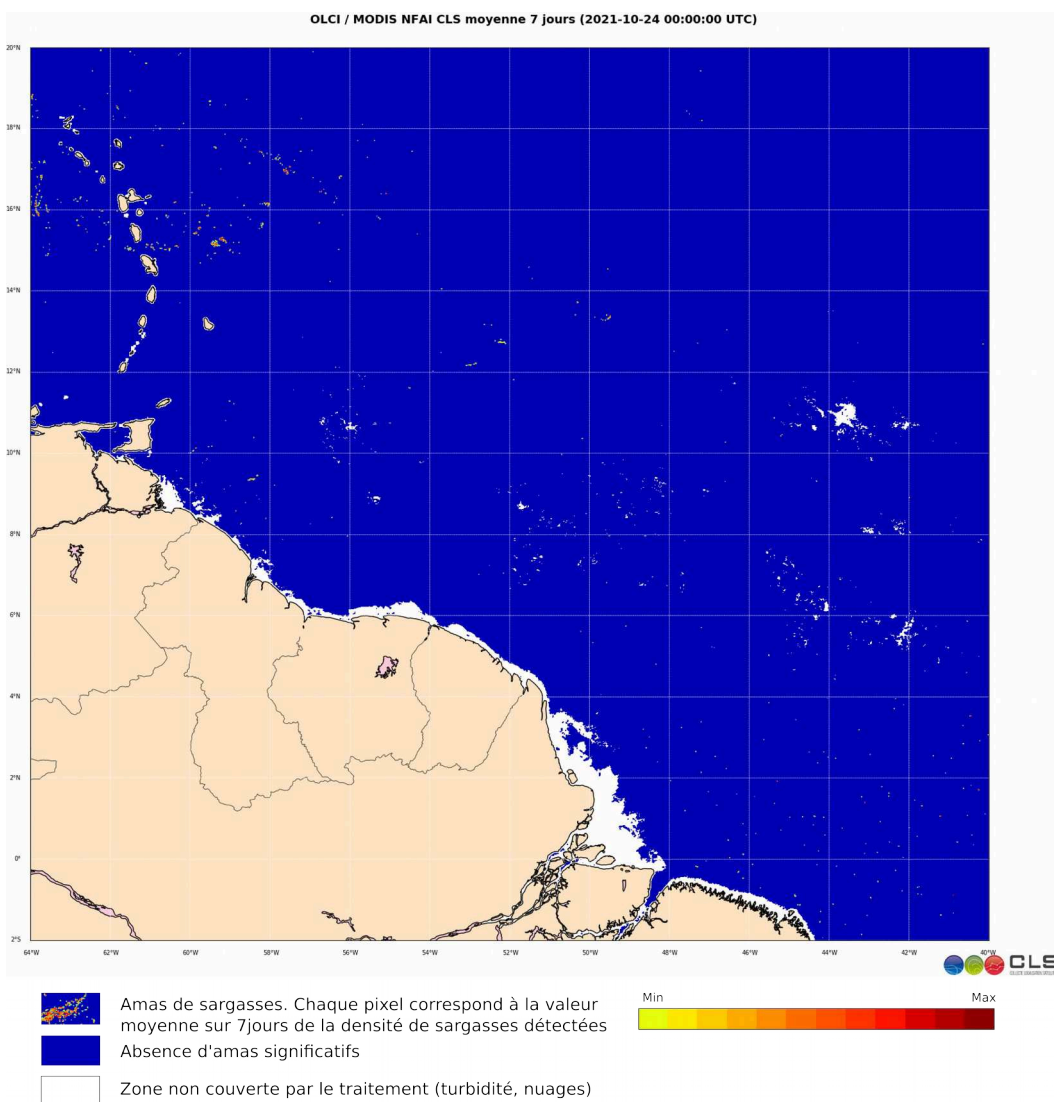 OLCI / MODIS NFAI CLS moyenne 7 jours (2021-10-24 00:00:00 UTC)
20°N
18°N
16°N
14°N
12°N
10°N
8°N
6°N
4°N
2°N
0°
2°S
64°W 62°W 60°W 58°W 56°W 54°W 52°W 50°W 48°W 46°W 44°W 42°W 40°W
CLS
Amas de sargasses. Chaque pixel correspond à la valeur
moyenne sur 7jours de la densité de sargasses détectées
Min Max
Absence d'amas significatifs
Zone non couverte par le traitement (turbidité, nuages)